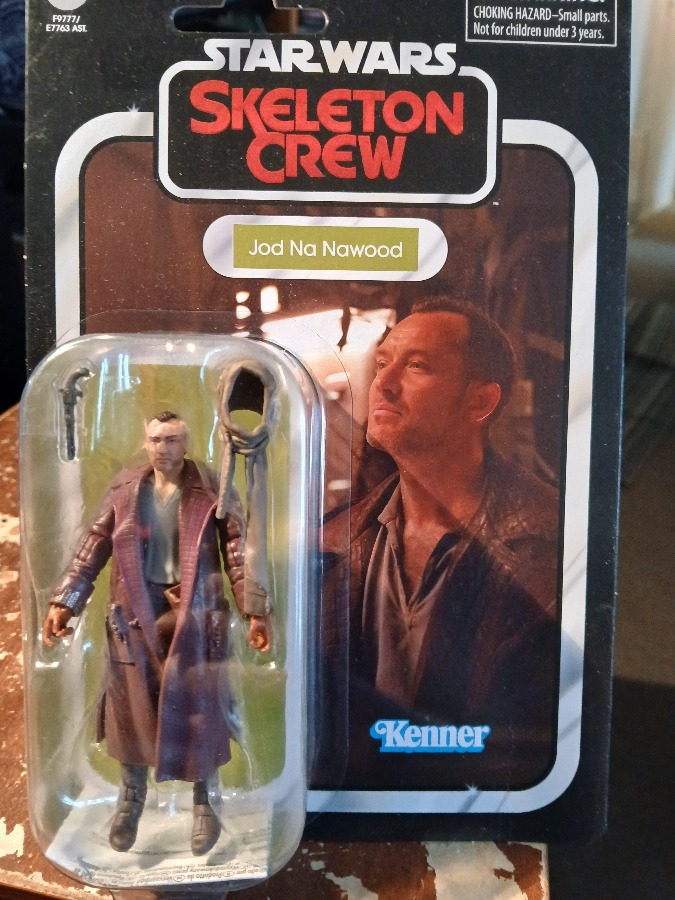 F9777/
E7763 AST.
CHOKING HAZARD–Small parts.
Not for children under 3 years.
STAR WARS
SKELETON
CREW
Jod Na Nawood
Kenner